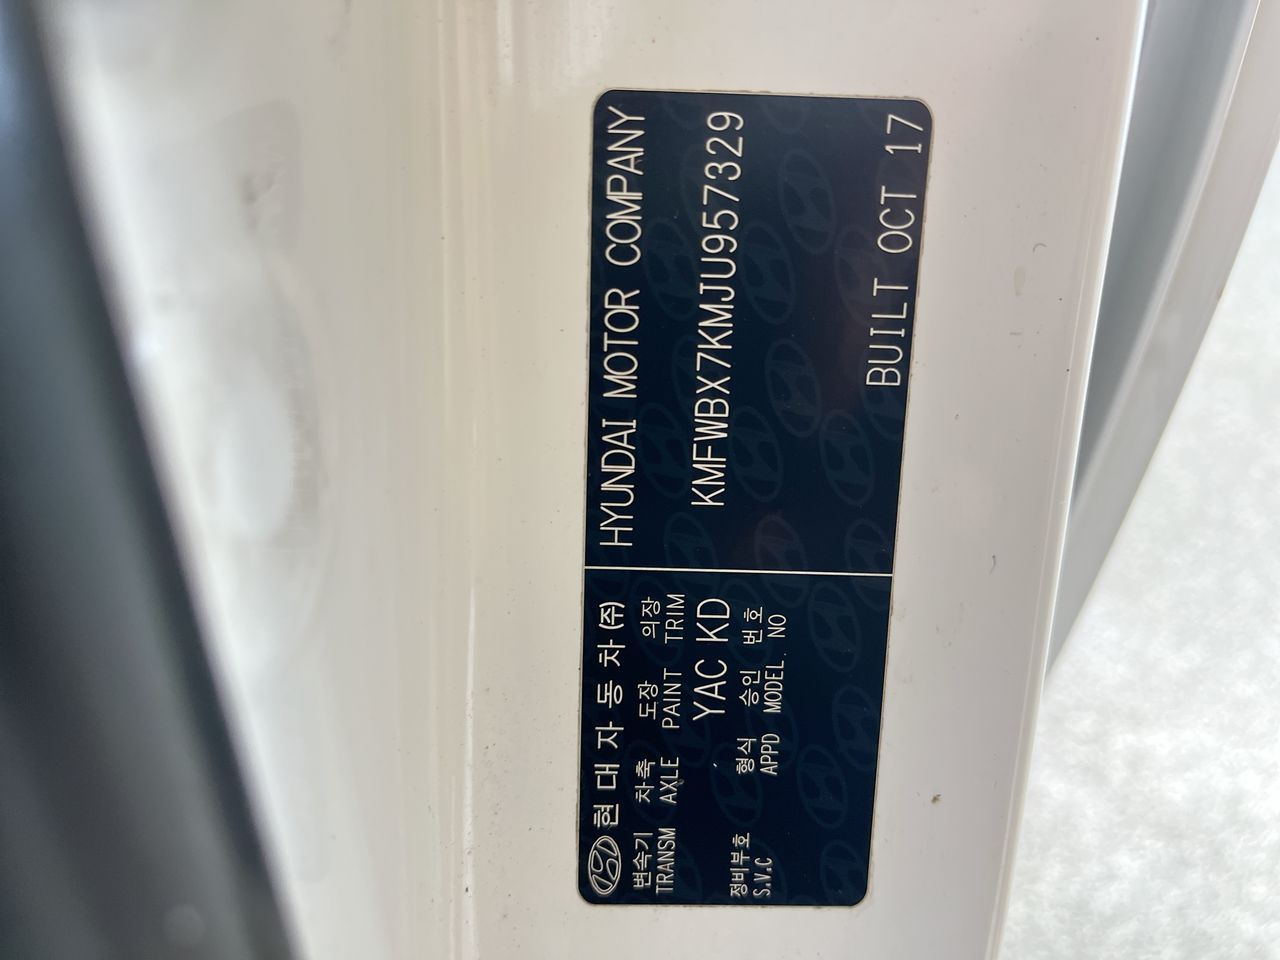 현대자동차(주)
변속기 차축 도장 의장
TRANSM AXLE PAINT TRIM
YAC KD
정비부호 형식 승인 번호
S.V.C APPD MODEL NO
HYUNDAI MOTOR COMPANY
KMFWBX7KMJU957329
BUILT OCT 17